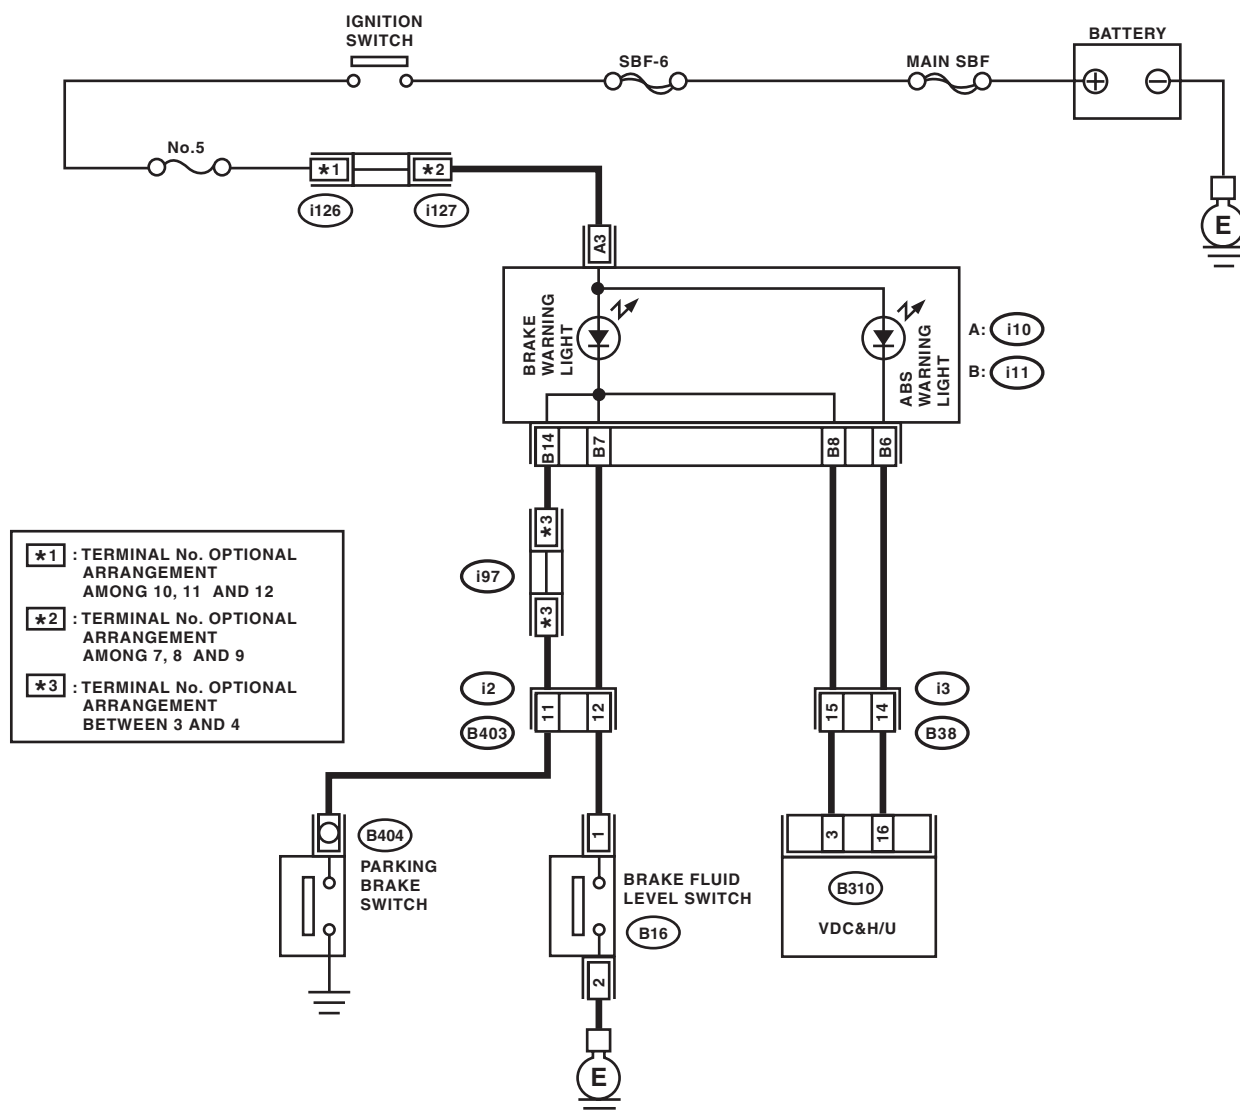 IGNITION
SWITCH
SBF-6
MAIN SBF
BATTERY
No.5
*1
*2
i126
i127
E
A3
BRAKE
WARNING
LIGHT
ABS
WARNING
LIGHT
A: i10
B: i11
B14
B7
B8
B6
*3
i97
*3
*1 : TERMINAL No. OPTIONAL
ARRANGEMENT
AMONG 10, 11 AND 12
*2 : TERMINAL No. OPTIONAL
ARRANGEMENT
AMONG 7, 8 AND 9
*3 : TERMINAL No. OPTIONAL
ARRANGEMENT
BETWEEN 3 AND 4
i2
B403
11
12
15
14
i3
B38
B404
PARKING
BRAKE
SWITCH
1
BRAKE FLUID
LEVEL SWITCH
B16
2
E
3
16
B310
VDC&H/U